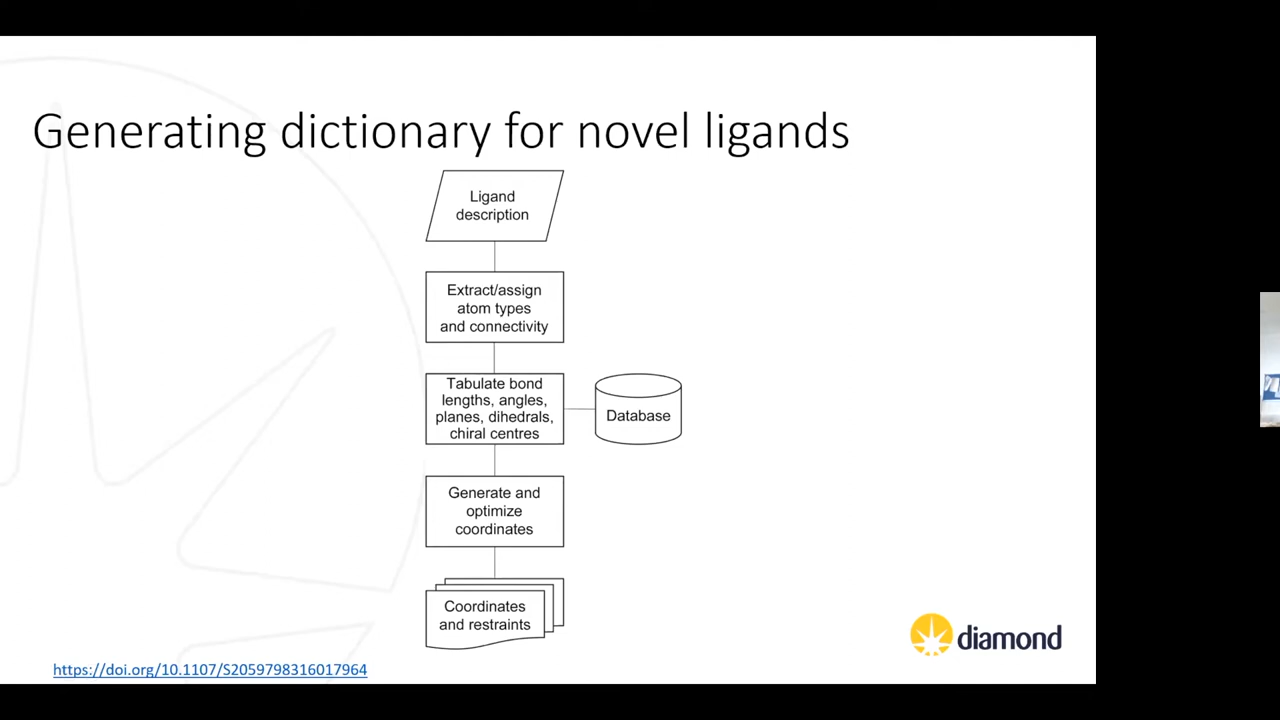 Generating dictionary for novel ligands
Ligand
description
Extract/assign
atom types
and connectivity
Tabulate bond
lengths, angles,
planes, dihedrals,
chiral centres
Database
Generate and
optimize
coordinates
Coordinates
and restraints
diamond
https://doi.org/10.1107/S2059798316017964